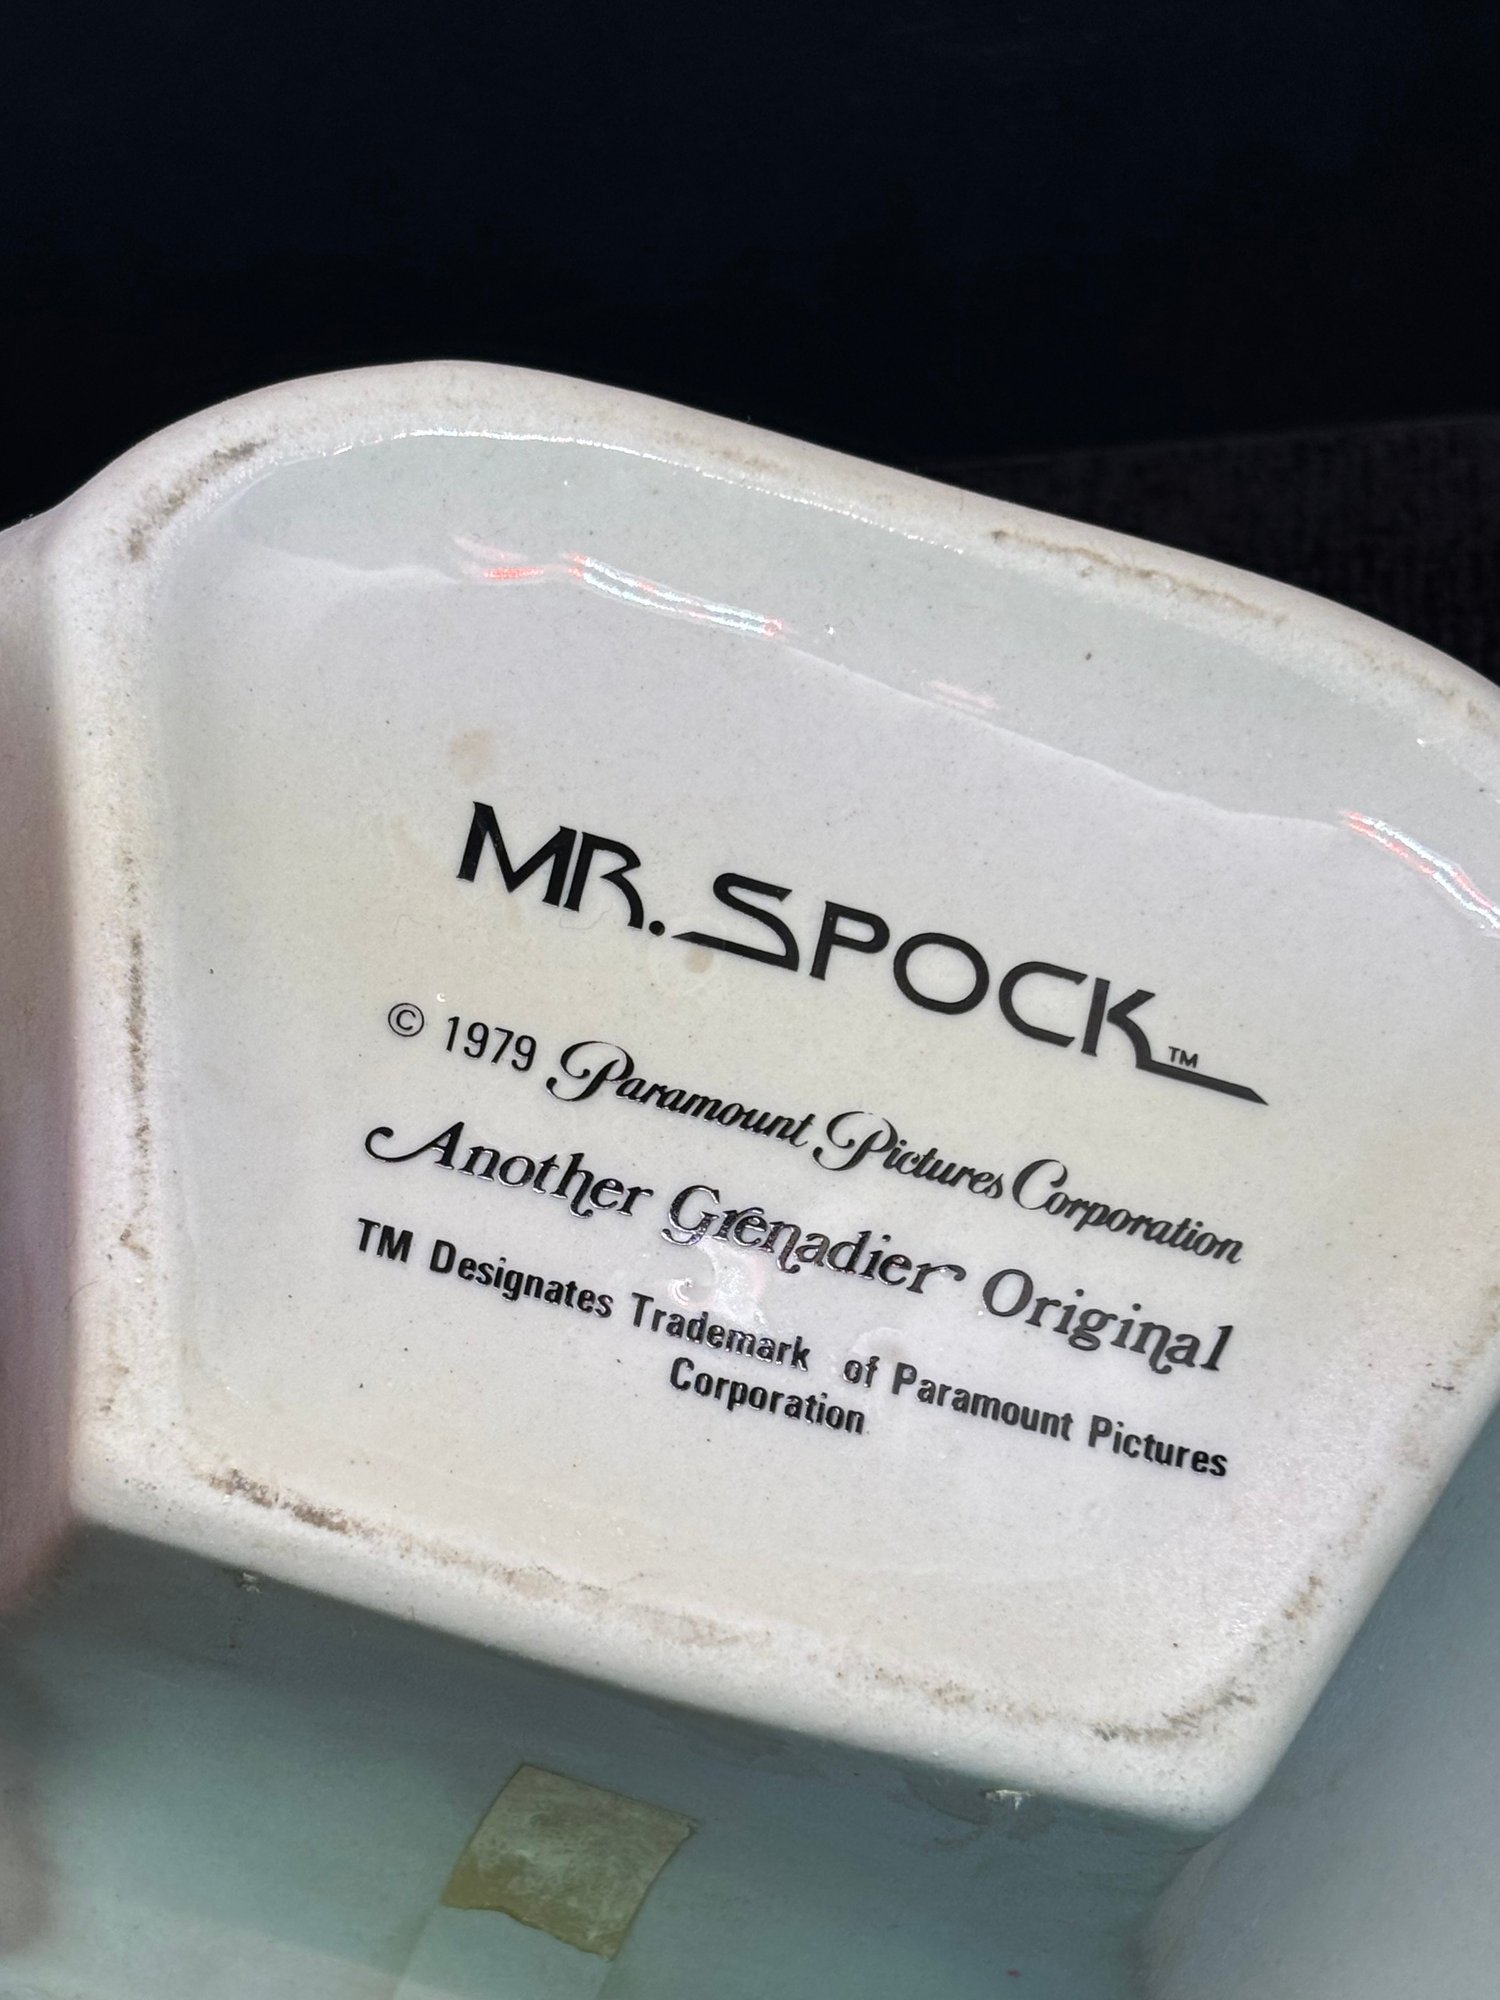 MR. SPOCK™
© 1979 Paramount Pictures Corporation
Another Grenadier Original
TM Designates Trademark of Paramount Pictures
Corporation